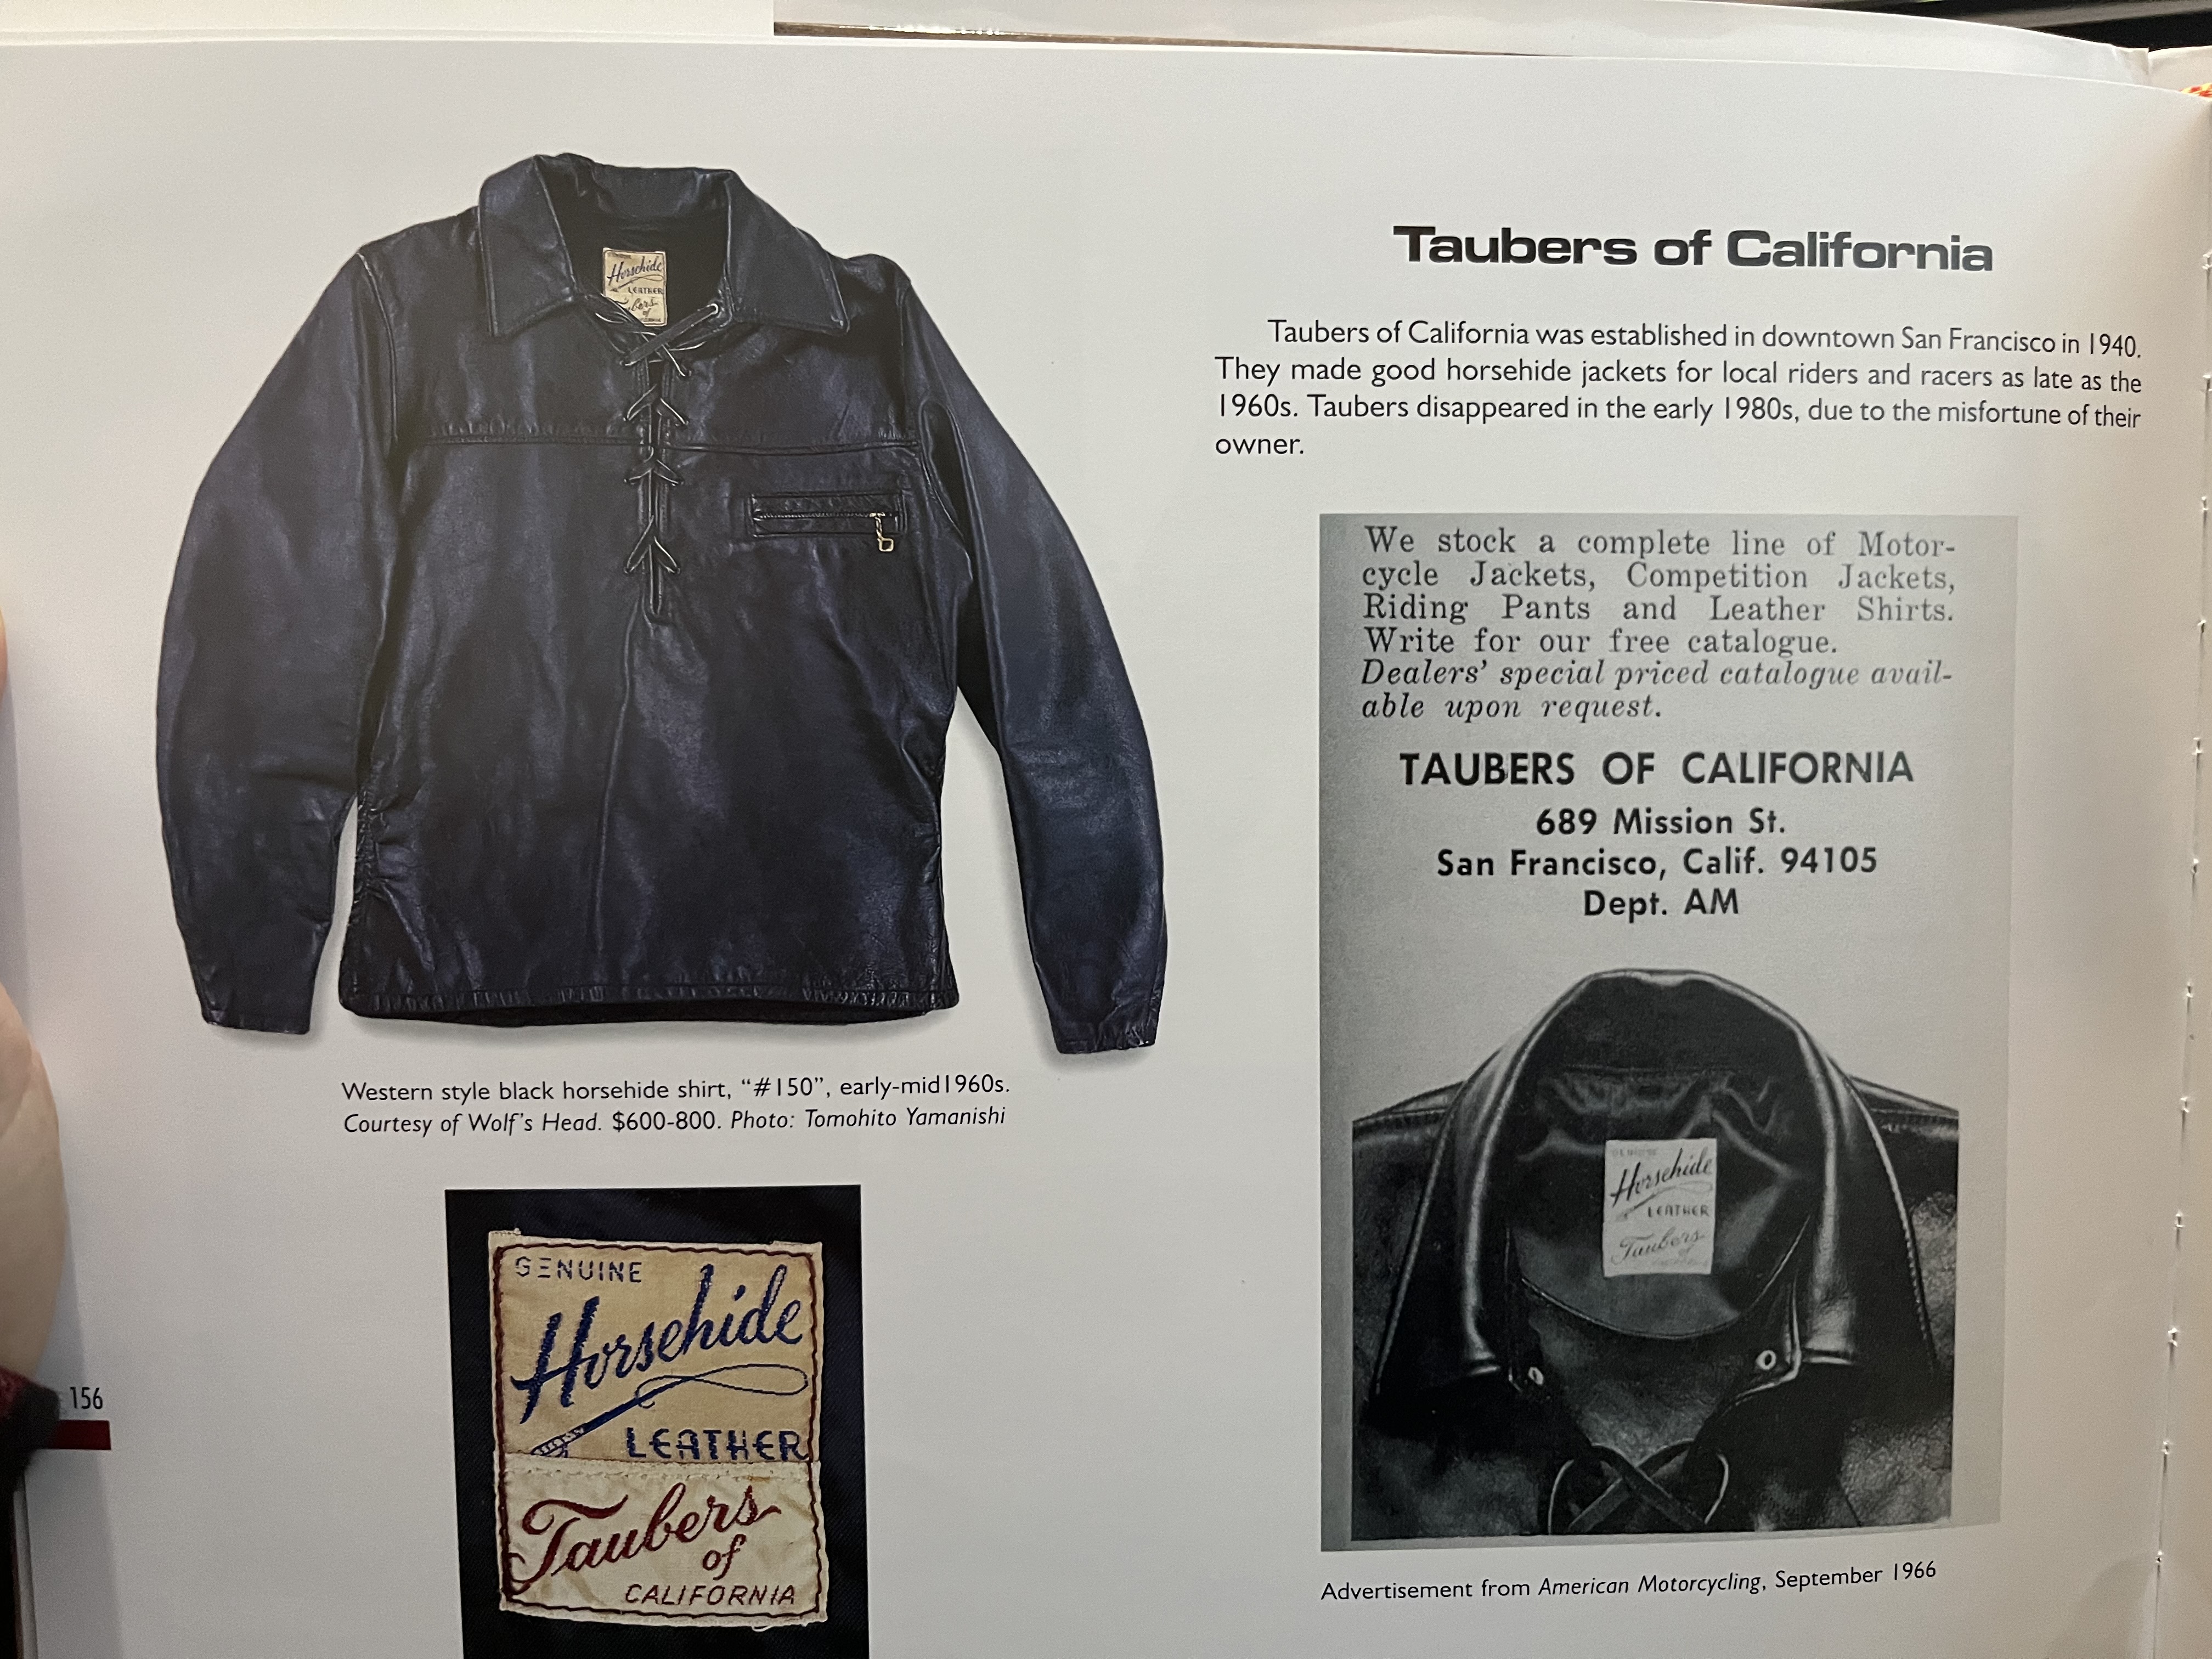 Horsehide
LEATHER
Taubers of California
Taubers of California was established in downtown San Francisco in 1940.
They made good horsehide jackets for local riders and racers as late as the
1960s. Taubers disappeared in the early 1980s, due to the misfortune of their
owner.
We stock a complete line of Motor-
cycle Jackets, Competition Jackets,
Riding Pants and Leather Shirts.
Write for our free catalogue.
Dealers' special priced catalogue avail-
able upon request.
TAUBERS OF CALIFORNIA
689 Mission St.
San Francisco, Calif. 94105
Dept. AM
Horsehide
LEATHER
Taubers
of
Advertisement from American Motorcycling, September 1966
Western style black horsehide shirt, “#150”, early-mid1960s.
Courtesy of Wolf's Head. $600-800. Photo: Tomohito Yamanishi
GENUINE
Horsehide
LEATHER
Taubers
of
CALIFORNIA
156